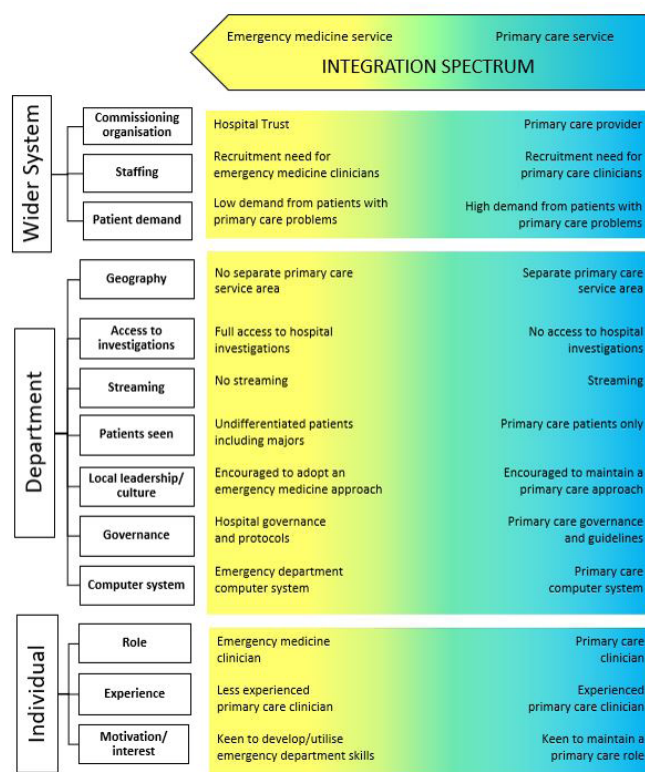 Emergency medicine service Primary care service
INTEGRATION SPECTRUM
Wider System
Commissioning
organisation
Hospital Trust
Primary care provider
Staffing
Recruitment need for
emergency medicine clinicians
Recruitment need for
primary care clinicians
Patient demand
Low demand from patients with
primary care problems
High demand from patients with
primary care problems
Department
Geography
No separate primary care
service area
Separate primary care
service area
Access to
investigations
Full access to hospital
investigations
No access to hospital
investigations
Streaming
No streaming
Streaming
Patients seen
Undifferentiated patients
including majors
Primary care patients only
Local leadership/
culture
Encouraged to adopt an
emergency medicine approach
Encouraged to maintain a
primary care approach
Governance
Hospital governance
and protocols
Primary care governance
and guidelines
Computer system
Emergency department
computer system
Primary care
computer system
Individual
Role
Emergency medicine
clinician
Primary care
clinician
Experience
Less experienced
primary care clinician
Experienced
primary care clinician
Motivation/
interest
Keen to develop/utilise
emergency department skills
Keen to maintain a
primary care role